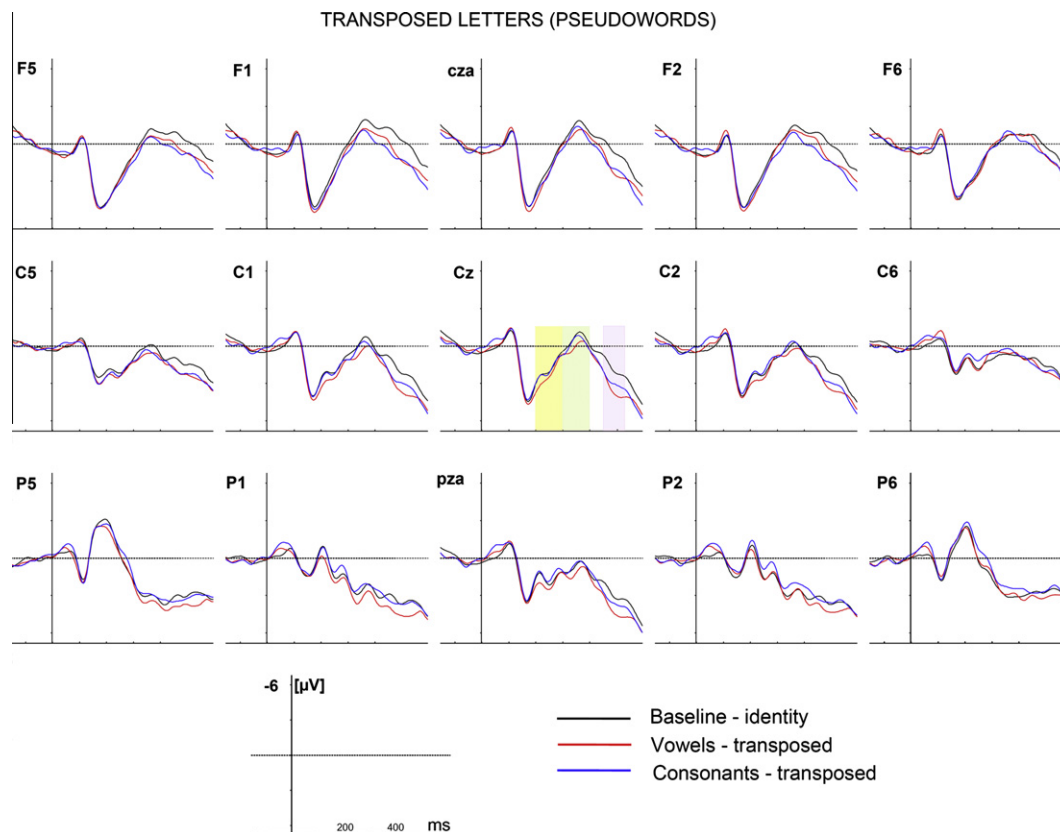 TRANSPOSED LETTERS (PSEUDOWORDS)
F5 F1 cza F2 F6
C5 C1 Cz C2 C6
P5 P1 pza P2 P6
-6 [µV]
Baseline - identity
Vowels - transposed
Consonants - transposed
200 400 ms